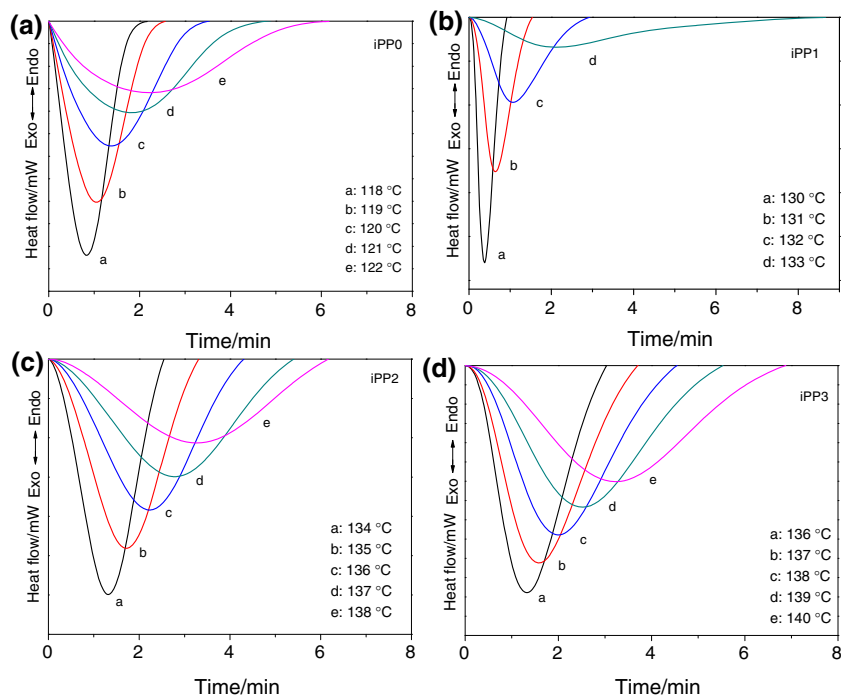 (a)
iPP0
Heat flow/mW Exo ⟷ Endo
a
b
c
d
e
a: 118 °C
b: 119 °C
c: 120 °C
d: 121 °C
e: 122 °C
0 2 4 6 8
Time/min
(b)
iPP1
Heat flow/mW Exo ⟷ Endo
a
b
c
d
a: 130 °C
b: 131 °C
c: 132 °C
d: 133 °C
0 2 4 6 8
Time/min
(c)
iPP2
Heat flow/mW Exo ⟷ Endo
a
b
c
d
e
a: 134 °C
b: 135 °C
c: 136 °C
d: 137 °C
e: 138 °C
0 2 4 6 8
Time/min
(d)
iPP3
Heat flow/mW Exo ⟷ Endo
a
b
c
d
e
a: 136 °C
b: 137 °C
c: 138 °C
d: 139 °C
e: 140 °C
0 2 4 6 8
Time/min